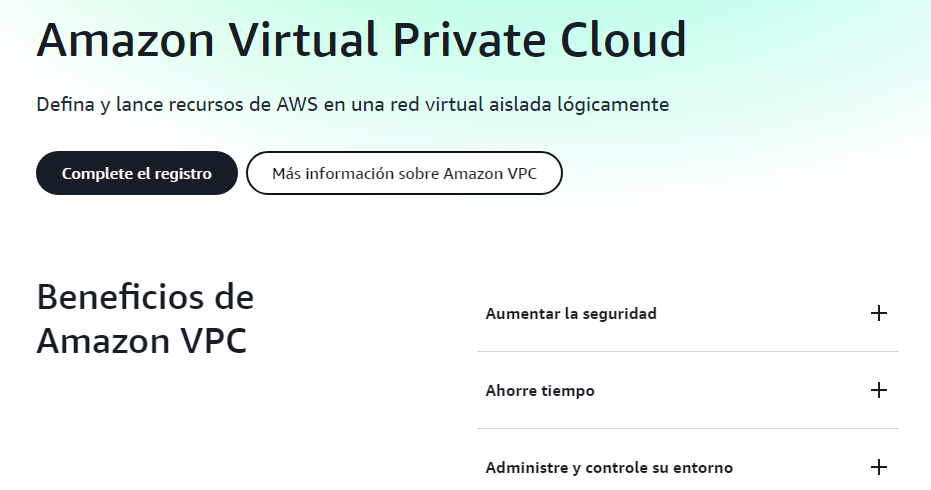 Amazon Virtual Private Cloud
Defina y lance recursos de AWS en una red virtual aislada lógicamente
Complete el registro
Más información sobre Amazon VPC
Beneficios de
Amazon VPC
Aumentar la seguridad
Ahorre tiempo
Administre y controle su entorno